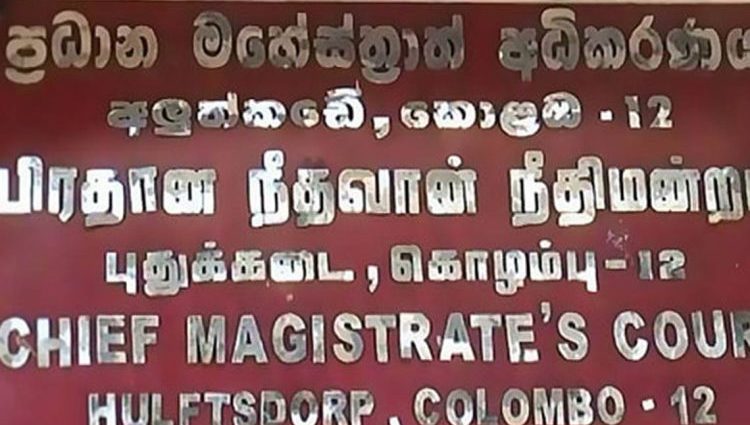 ප්‍රධාන මහේස්ත්‍රාත් අධිකරණය
අලුත්කඩේ, කොළඹ - 12
பிரதான நீதவான் நீதிமன்ற
புதுக்கடை, கொழம்பு - 12
CHIEF MAGISTRATE'S COUR
HULFTSDORP, COLOMBO - 12